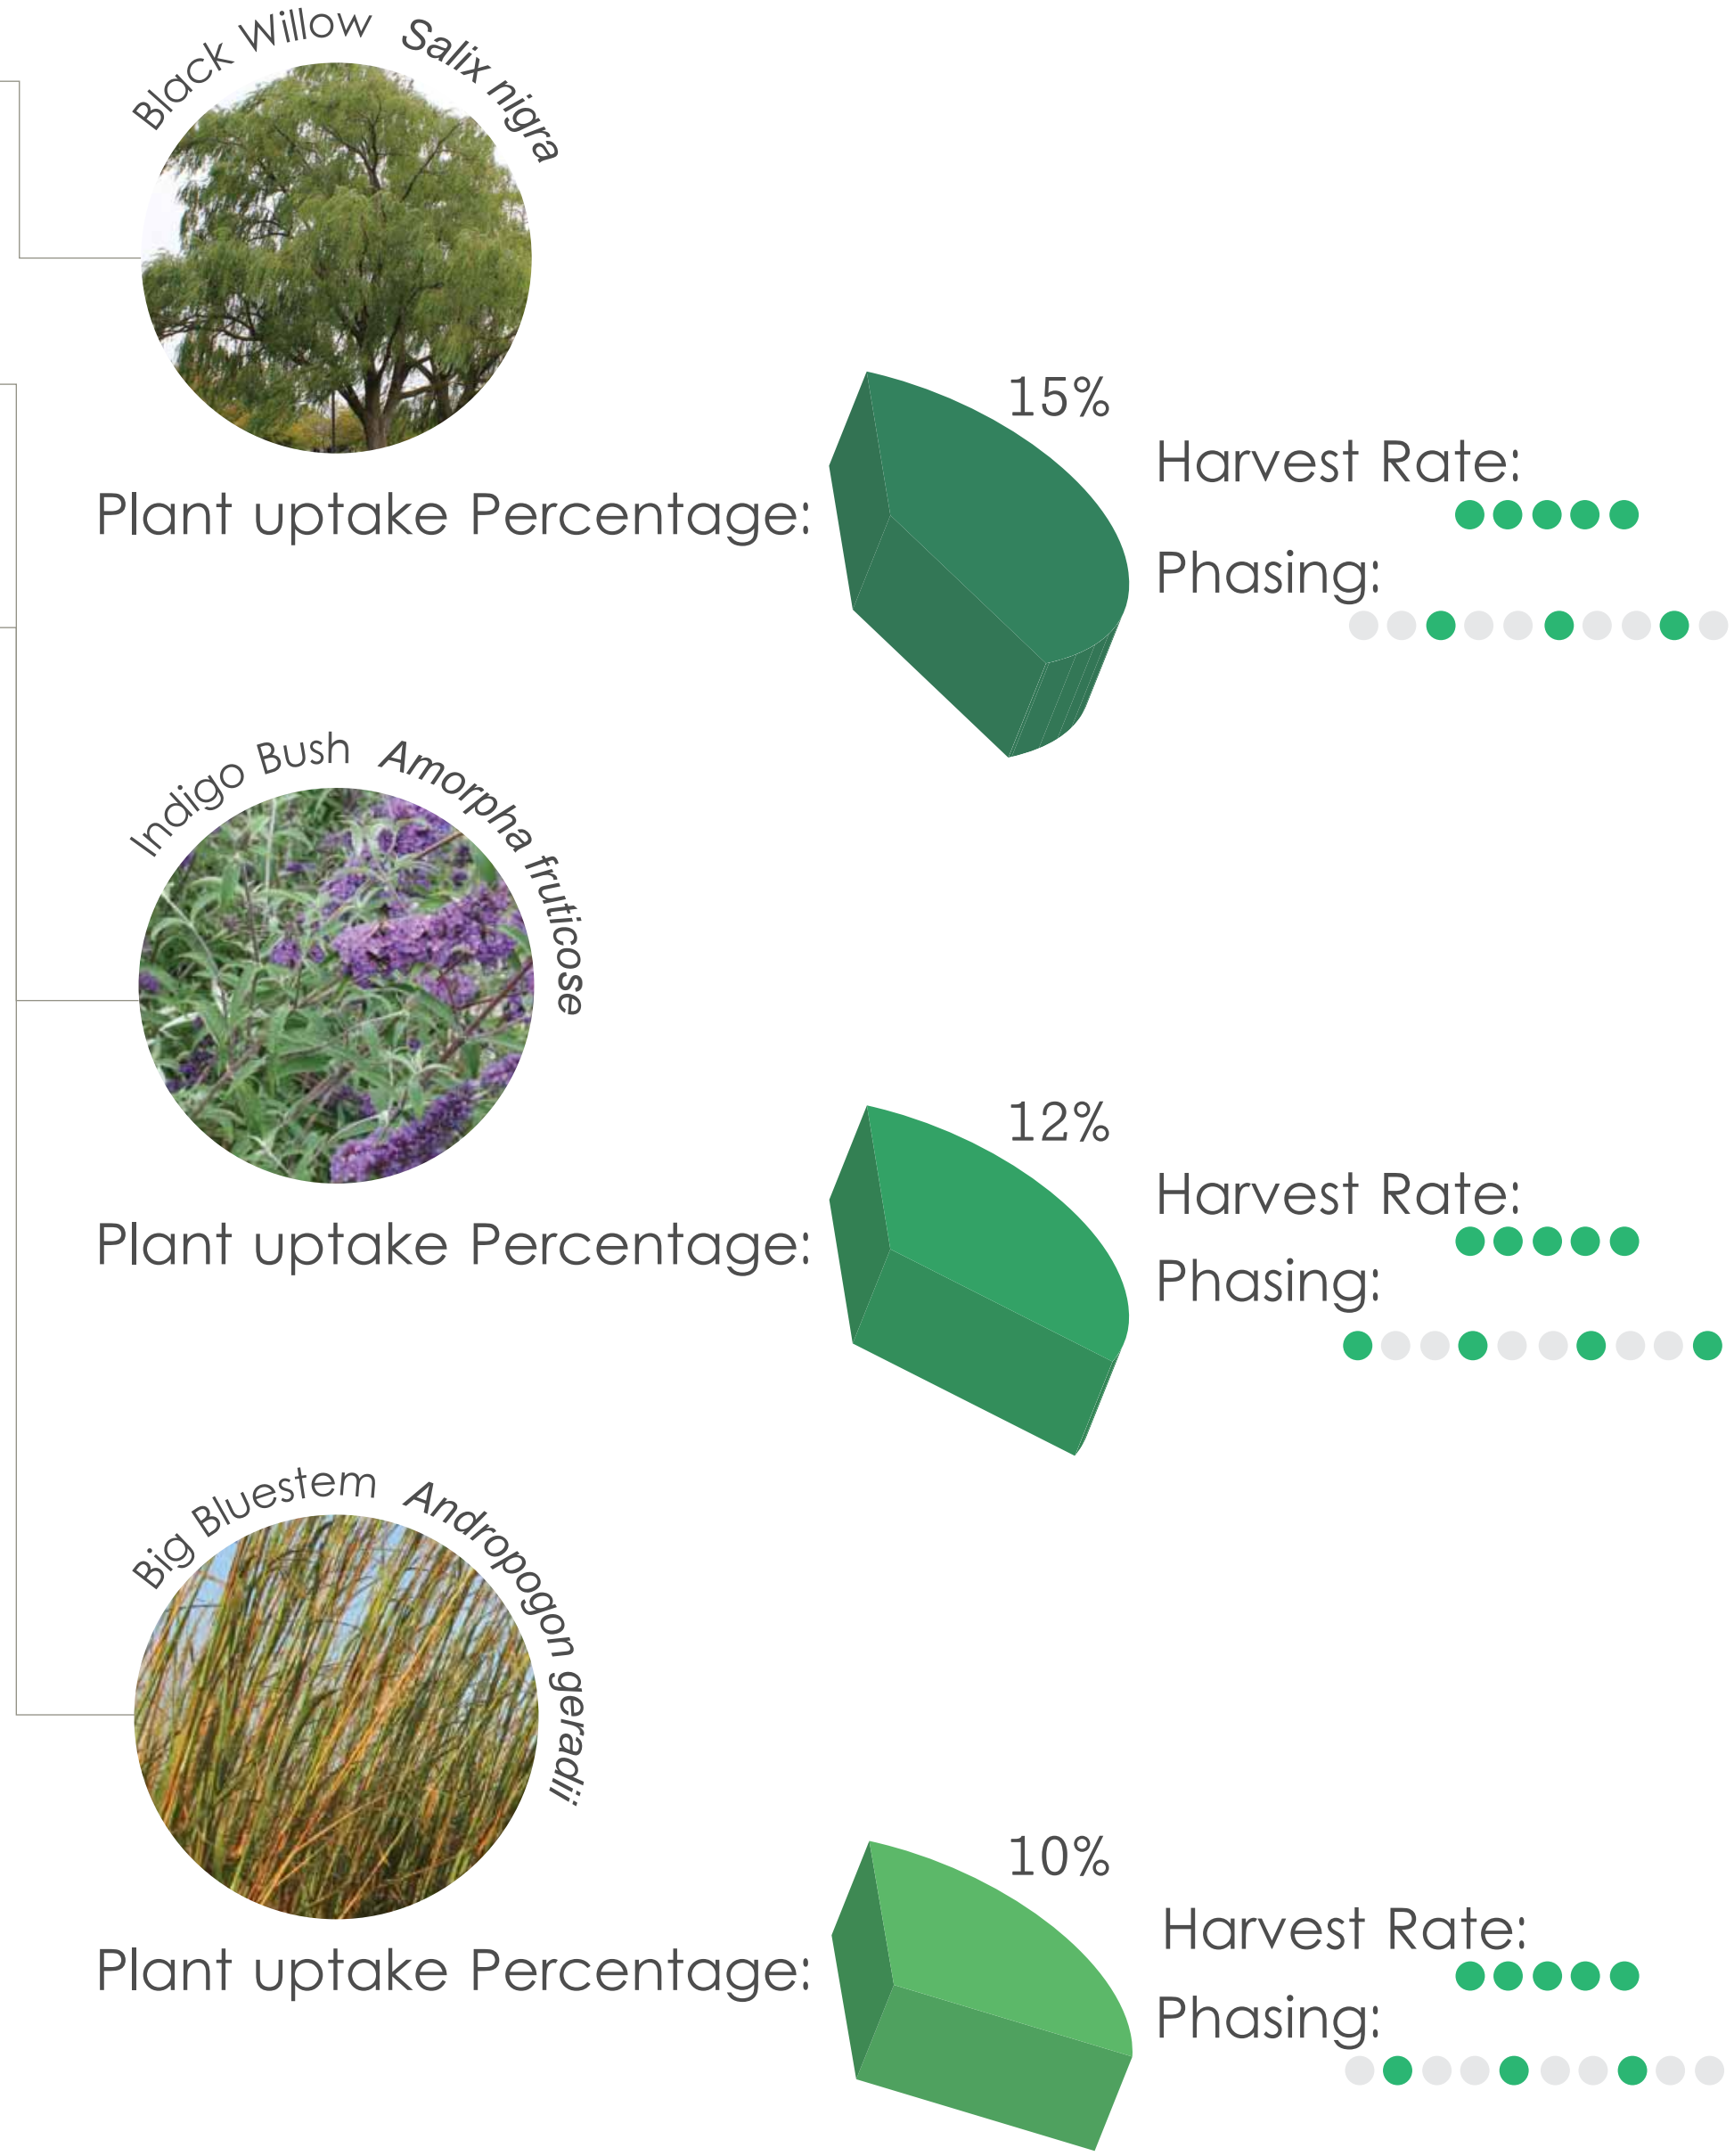 Black Willow Salix nigra
15%
Harvest Rate:
Plant uptake Percentage:
Phasing:
Indigo Bush Amorpha fruticose
12%
Harvest Rate:
Plant uptake Percentage:
Phasing:
Big Bluestem Andropogon geradii
10%
Harvest Rate:
Plant uptake Percentage:
Phasing: